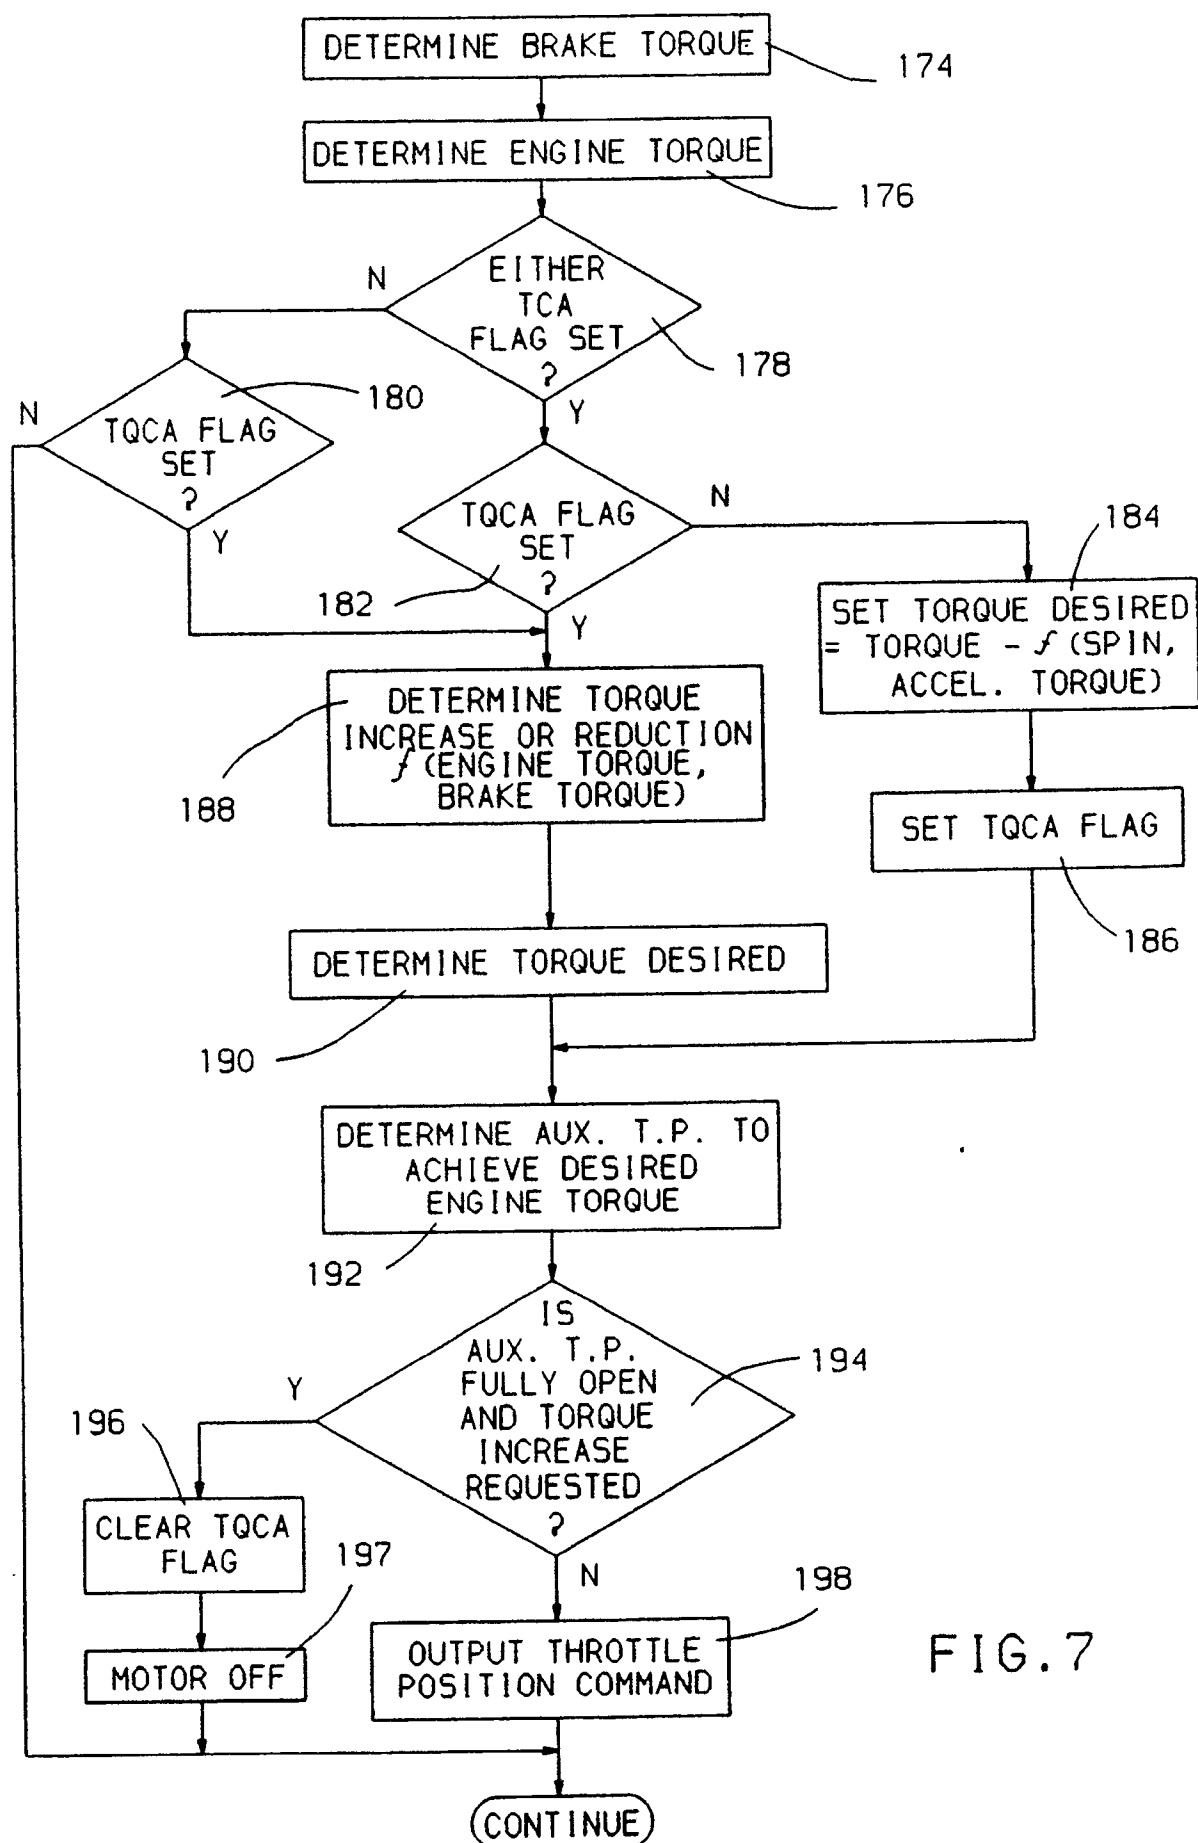 DETERMINE BRAKE TORQUE
174
DETERMINE ENGINE TORQUE
176
EITHER
TCA
FLAG SET
?
178
N
Y
180
TQCA FLAG
SET
?
N
Y
TQCA FLAG
SET
?
182
N
Y
184
SET TORQUE DESIRED
= TORQUE - f (SPIN,
ACCEL. TORQUE)
DETERMINE TORQUE
INCREASE OR REDUCTION
f (ENGINE TORQUE,
BRAKE TORQUE)
188
SET TQCA FLAG
186
DETERMINE TORQUE DESIRED
190
DETERMINE AUX. T.P. TO
ACHIEVE DESIRED
ENGINE TORQUE
192
IS
AUX. T.P.
FULLY OPEN
AND TORQUE
INCREASE
REQUESTED
?
194
Y
N
196
CLEAR TQCA
FLAG
197
MOTOR OFF
198
OUTPUT THROTTLE
POSITION COMMAND
FIG. 7
CONTINUE